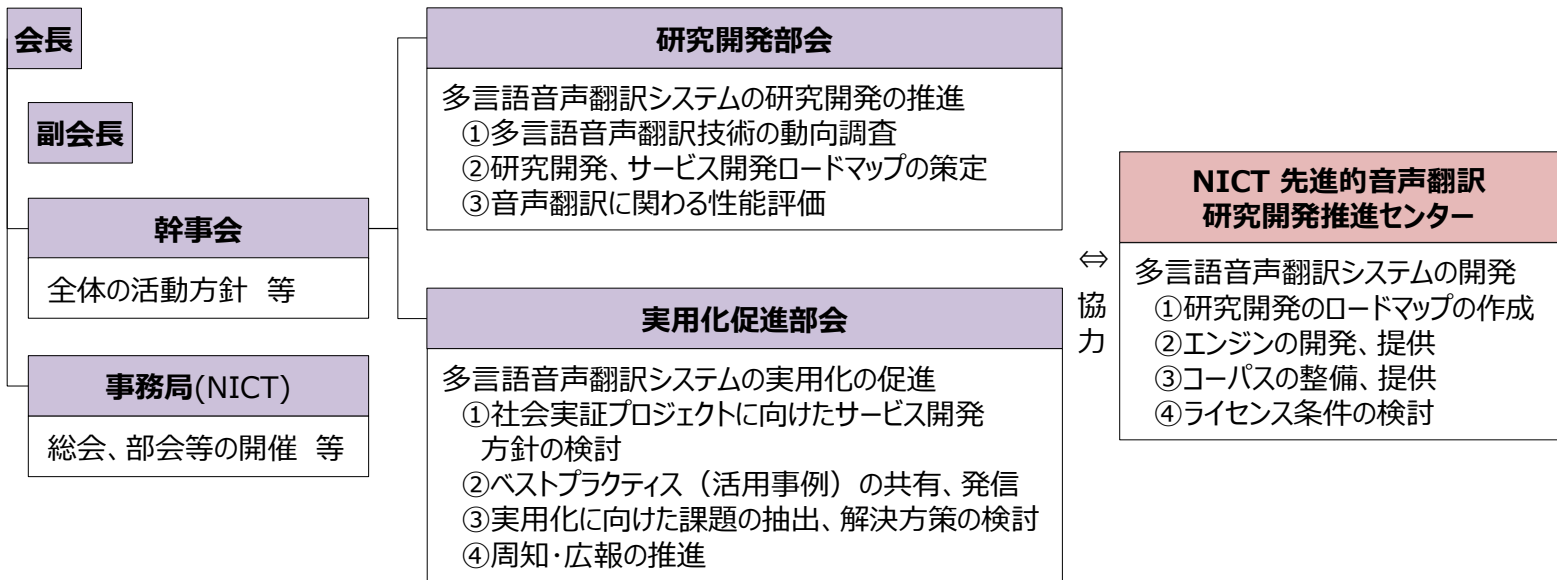 会長
副会長
幹事会
全体の活動方針 等
事務局(NICT)
総会、部会等の開催 等
研究開発部会
多言語音声翻訳システムの研究開発の推進
①多言語音声翻訳技術の動向調査
②研究開発、サービス開発ロードマップの策定
③音声翻訳に関わる性能評価
実用化促進部会
多言語音声翻訳システムの実用化の促進
①社会実証プロジェクトに向けたサービス開発
方針の検討
②ベストプラクティス（活用事例）の共有、発信
③実用化に向けた課題の抽出、解決方策の検討
④周知・広報の推進
⇔
協
力
NICT 先進的音声翻訳
研究開発推進センター
多言語音声翻訳システムの開発
①研究開発のロードマップの作成
②エンジンの開発、提供
③コーパスの整備、提供
④ライセンス条件の検討